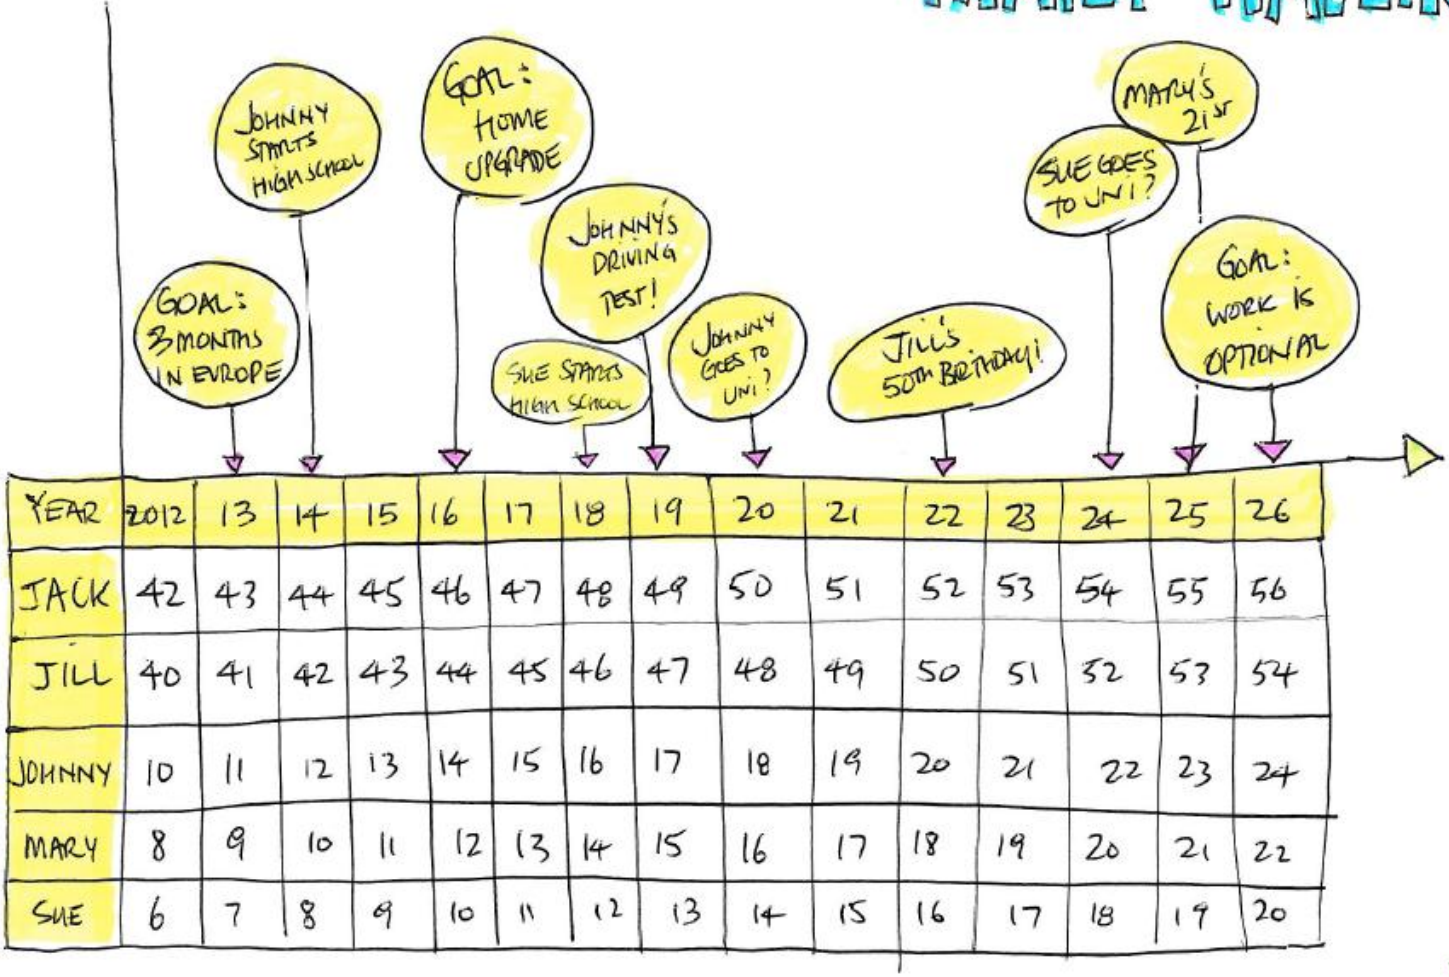 GOAL:
3 MONTHS
IN EUROPE
JOHNNY
STARTS
HIGH SCHOOL
GOAL:
HOME
UPGRADE
SUE STARTS
HIGH SCHOOL
JOHNNY'S
DRIVING
TEST!
JOHNNY
GOES TO
UNI?
JILL'S
50TH BIRTHDAY!
SUE GOES
TO UNI?
MARY'S
21ST
GOAL:
WORK IS
OPTIONAL
YEAR 2012 13 14 15 16 17 18 19 20 21 22 23 24 25 26
JACK 42 43 44 45 46 47 48 49 50 51 52 53 54 55 56
JILL 40 41 42 43 44 45 46 47 48 49 50 51 52 53 54
JOHNNY 10 11 12 13 14 15 16 17 18 19 20 21 22 23 24
MARY 8 9 10 11 12 13 14 15 16 17 18 19 20 21 22
SUE 6 7 8 9 10 11 12 13 14 15 16 17 18 19 20